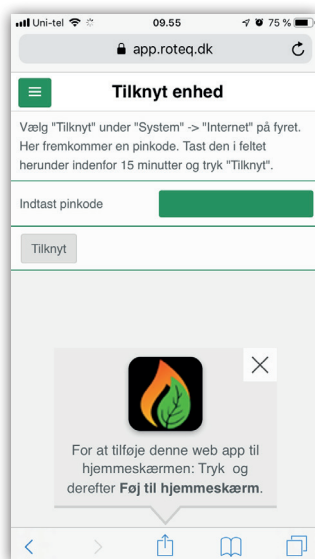 Uni-tel 09.55 75 %
app.roteq.dk
Tilknyt enhed
Vælg "Tilknyt" under "System" -> "Internet" på fyret.
Her fremkommer en pinkode. Tast den i feltet
herunder indenfor 15 minutter og tryk "Tilknyt".
Indtast pinkode
Tilknyt
For at tilføje denne web app til
hjemmeskærmen: Tryk og
derefter Føj til hjemmeskærm.